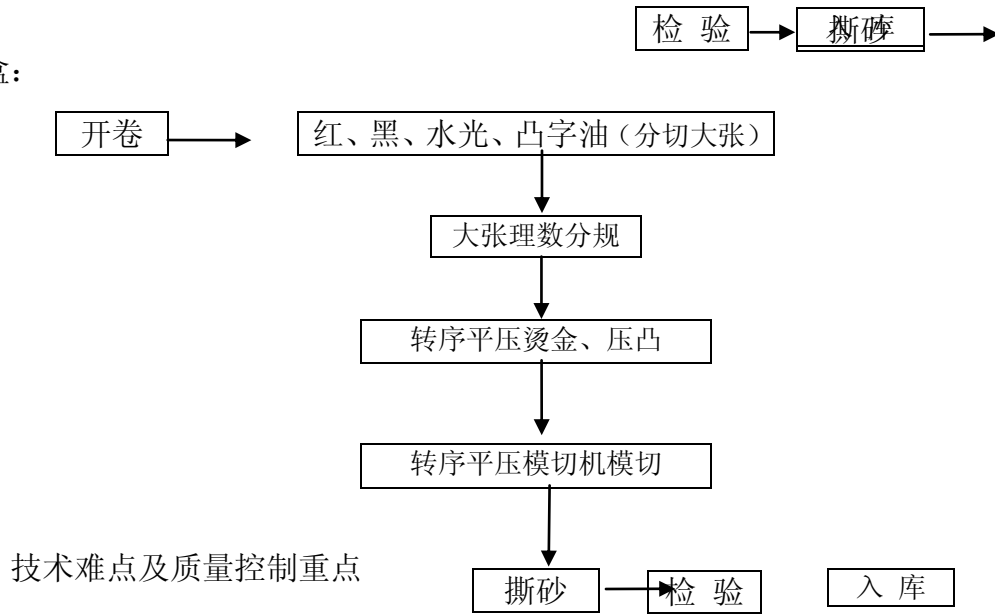 检 验
撕砂
入 库
盒：
开卷
红、黑、水光、凸字油（分切大张）
大张理数分规
转序平压烫金、压凸
转序平压模切机模切
技术难点及质量控制重点
撕砂
检 验
入 库